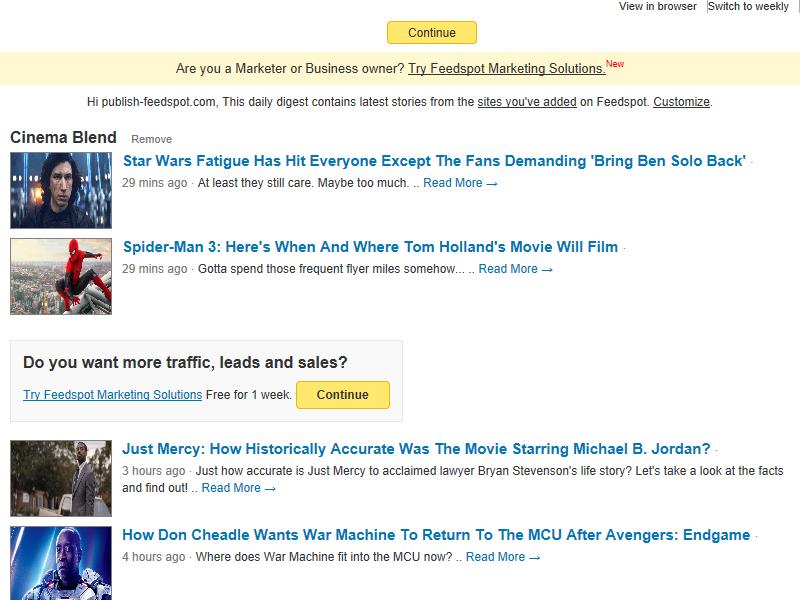 View in browser | Switch to weekly
Continue
Are you a Marketer or Business owner? Try Feedspot Marketing Solutions. New
Hi publish-feedspot.com, This daily digest contains latest stories from the sites you've added on Feedspot. Customize.
Cinema Blend Remove
Star Wars Fatigue Has Hit Everyone Except The Fans Demanding 'Bring Ben Solo Back' ·
29 mins ago · At least they still care. Maybe too much. .. Read More →
Spider-Man 3: Here's When And Where Tom Holland's Movie Will Film ·
29 mins ago · Gotta spend those frequent flyer miles somehow... .. Read More →
Do you want more traffic, leads and sales?
Try Feedspot Marketing Solutions Free for 1 week. Continue
Just Mercy: How Historically Accurate Was The Movie Starring Michael B. Jordan? ·
3 hours ago · Just how accurate is Just Mercy to acclaimed lawyer Bryan Stevenson's life story? Let's take a look at the facts
and find out! .. Read More →
How Don Cheadle Wants War Machine To Return To The MCU After Avengers: Endgame ·
4 hours ago · Where does War Machine fit into the MCU now? .. Read More →